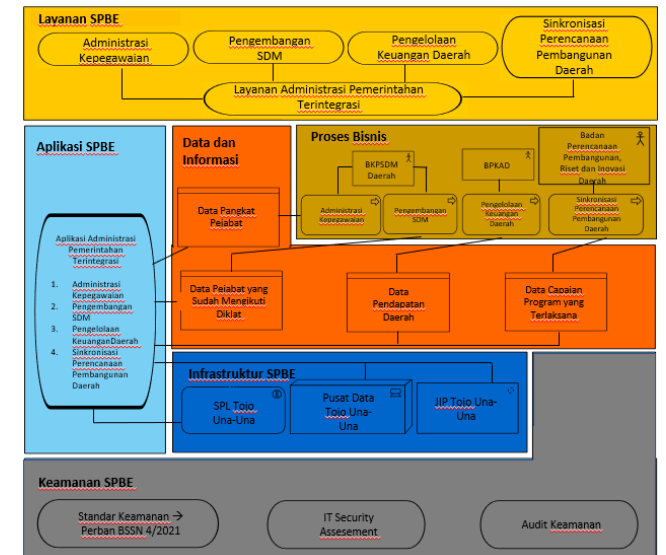 Layanan SPBE
Administrasi
Kepegawaian
Pengembangan
SDM
Pengelolaan
Keuangan Daerah
Sinkronisasi
Perencanaan
Pembangunan
Daerah
Layanan Administrasi Pemerintahan
Terintegrasi
Aplikasi SPBE
Aplikasi Administrasi
Pemerintahan
Terintegrasi
1. Administrasi
Kepegawaian
2. Pengembangan
SDM
3. Pengelolaan
KeuanganDaerah
4. Sinkronisasi
Perencanaan
Pembangunan
Daerah
Data dan
Informasi
Data Pangkat
Pejabat
Proses Bisnis
BKPSDM
Daerah
BPKAD
Badan
Perencanaan
Pembangunan,
Riset dan Inovasi
Daerah
Administrasi
Kepegawaian
Pengembangan
SDM
Pengelolaan
Keuangan
Daerah
Sinkronisasi
Perencanaan
Pembangunan
Daerah
Data Pejabat yang
Sudah Mengikuti
Diklat
Data
Pendapatan
Daerah
Data Capaian
Program yang
Terlaksana
Infrastruktur SPBE
SPL Tojo
Una-Una
Pusat Data
Tojo Una-
Una
JIP Tojo Una-
Una
Keamanan SPBE
Standar Keamanan →
Perban BSSN 4/2021
IT Security
Assesement
Audit Keamanan